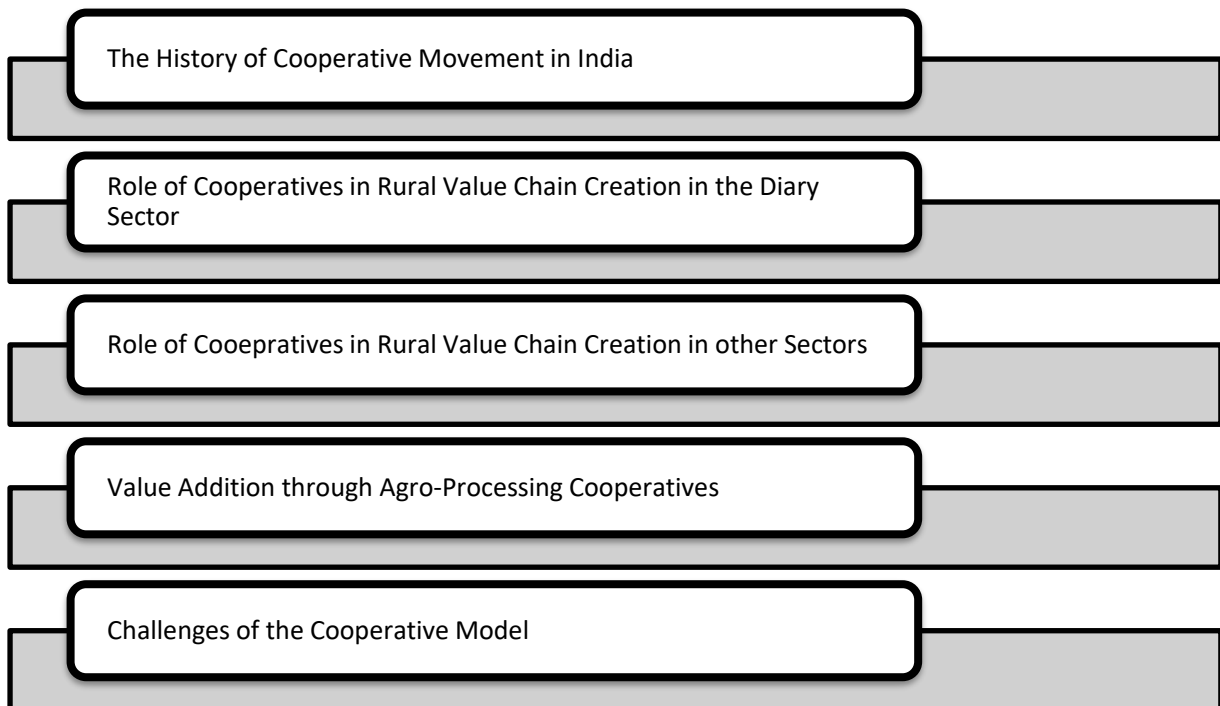 The History of Cooperative Movement in India
Role of Cooperatives in Rural Value Chain Creation in the Diary
Sector
Role of Cooepratives in Rural Value Chain Creation in other Sectors
Value Addition through Agro-Processing Cooperatives
Challenges of the Cooperative Model